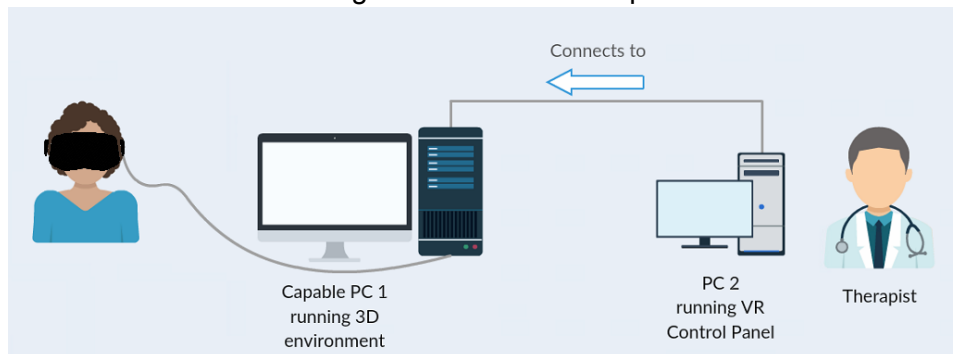 Connects to
Capable PC 1
running 3D
environment
PC 2
running VR
Control Panel
Therapist